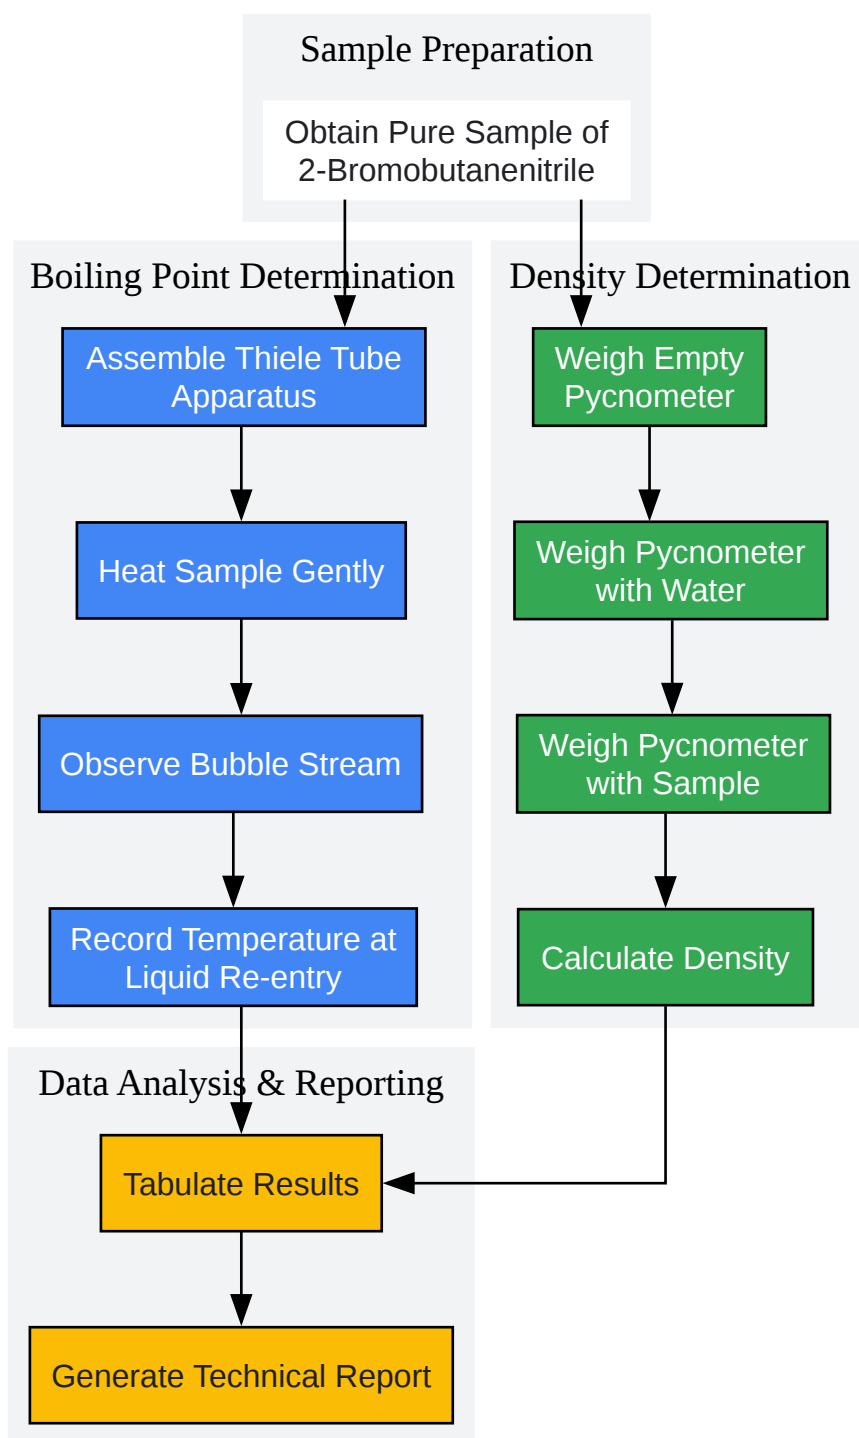 Sample Preparation
Obtain Pure Sample of
2-Bromobutanenitrile
Boiling Point Determination
Assemble Thiele Tube
Apparatus
Heat Sample Gently
Observe Bubble Stream
Record Temperature at
Liquid Re-entry
Density Determination
Weigh Empty
Pycnometer
Weigh Pycnometer
with Water
Weigh Pycnometer
with Sample
Calculate Density
Data Analysis & Reporting
Tabulate Results
Generate Technical Report